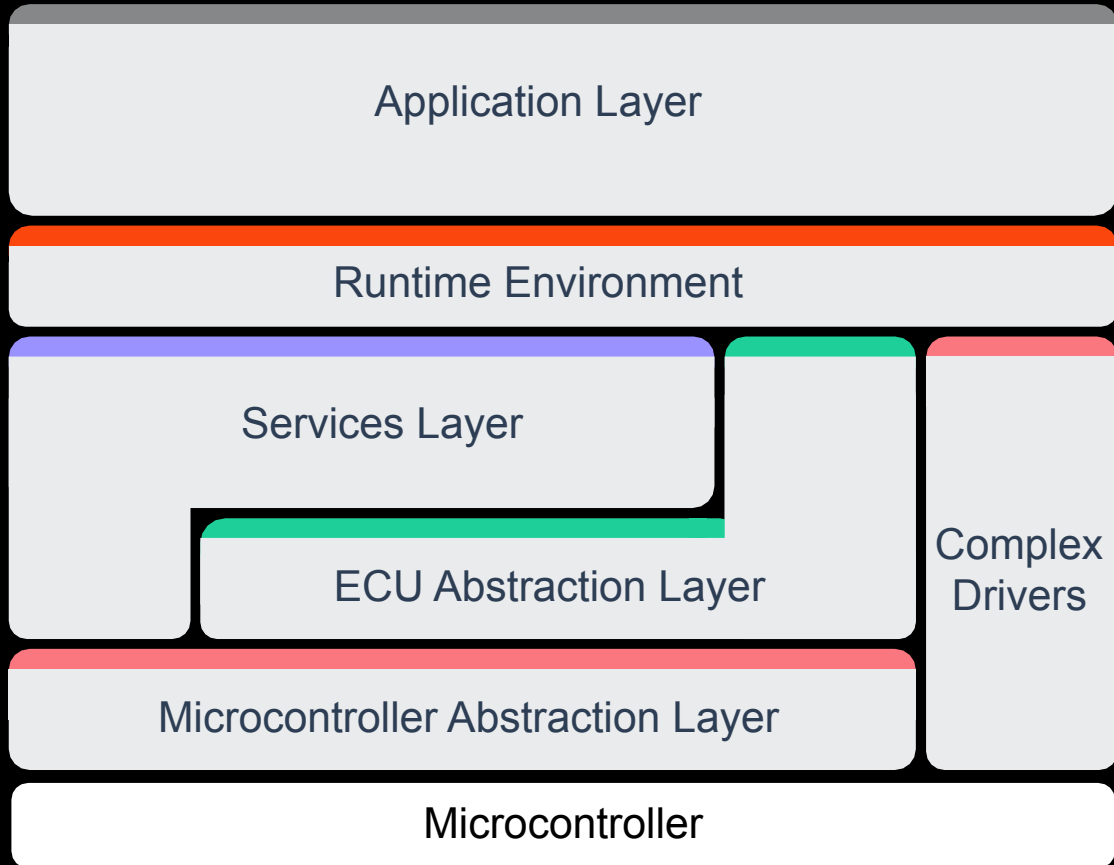 Application Layer
Runtime Environment
Services Layer
ECU Abstraction Layer
Complex
Drivers
Microcontroller Abstraction Layer
Microcontroller